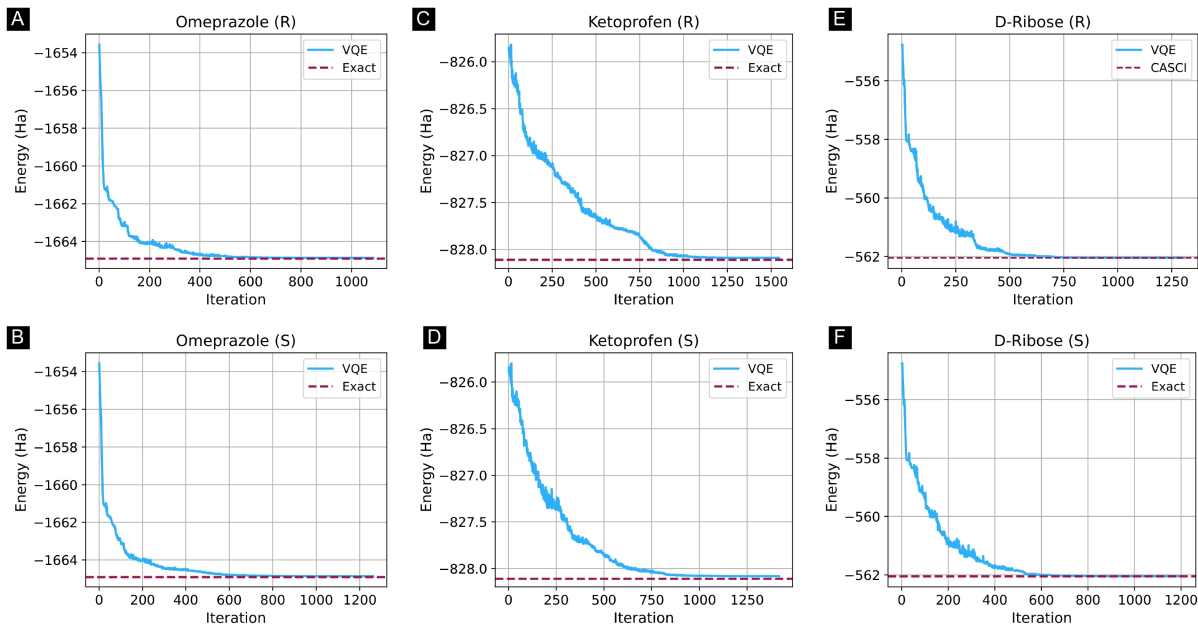 A
Omeprazole (R)
VQE
Exact
Energy (Ha)
−1654
−1656
−1658
−1660
−1662
−1664
0 200 400 600 800 1000
Iteration
C
Ketoprofen (R)
VQE
Exact
Energy (Ha)
−826.0
−826.5
−827.0
−827.5
−828.0
0 250 500 750 1000 1250 1500
Iteration
E
D-Ribose (R)
VQE
CASCI
Energy (Ha)
−556
−558
−560
−562
0 250 500 750 1000 1250
Iteration
B
Omeprazole (S)
VQE
Exact
Energy (Ha)
−1654
−1656
−1658
−1660
−1662
−1664
0 200 400 600 800 1000 1200
Iteration
D
Ketoprofen (S)
VQE
Exact
Energy (Ha)
−826.0
−826.5
−827.0
−827.5
−828.0
0 250 500 750 1000 1250
Iteration
F
D-Ribose (S)
VQE
Exact
Energy (Ha)
−556
−558
−560
−562
0 200 400 600 800 1000 1200
Iteration